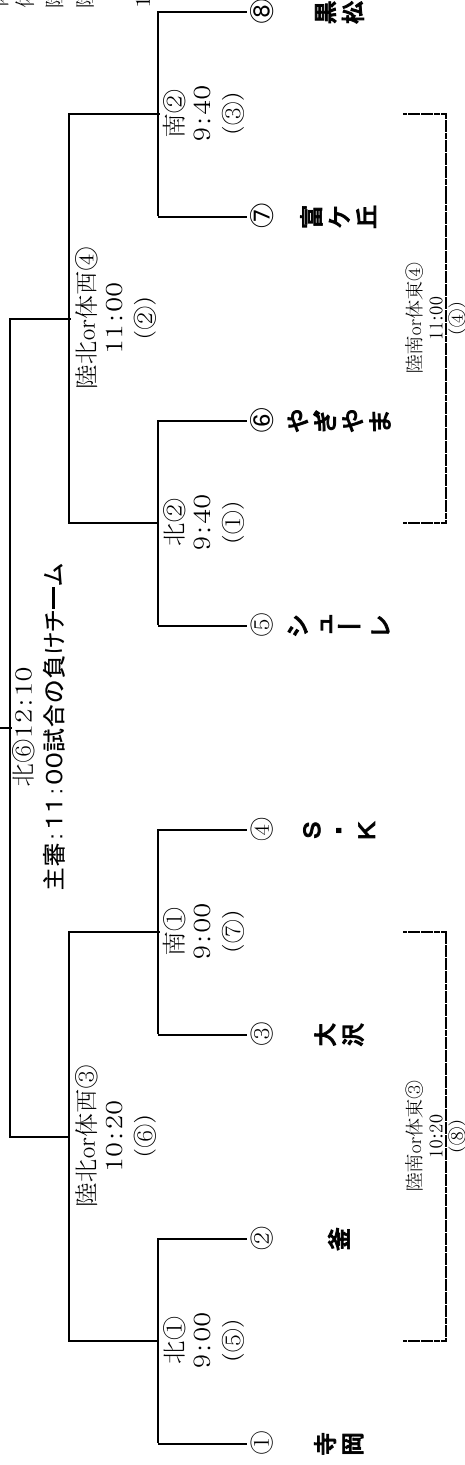 北⑥12:10
主審:11:00試合の負けチーム
陸北or体西③
10:20
(⑥)
陸北or体西④
11:00
(②)
北①
9:00
(⑤)
南①
9:00
(⑦)
北②
9:40
(①)
南②
9:40
(③)
①
②
③
④
⑤
⑥
⑦
⑧
寺岡
釜
大沢
S・K
シューレ
やぎやま
富ケ丘
黒松
陸南or体東③
10:20
(⑧)
陸南or体東④
11:00
(④)